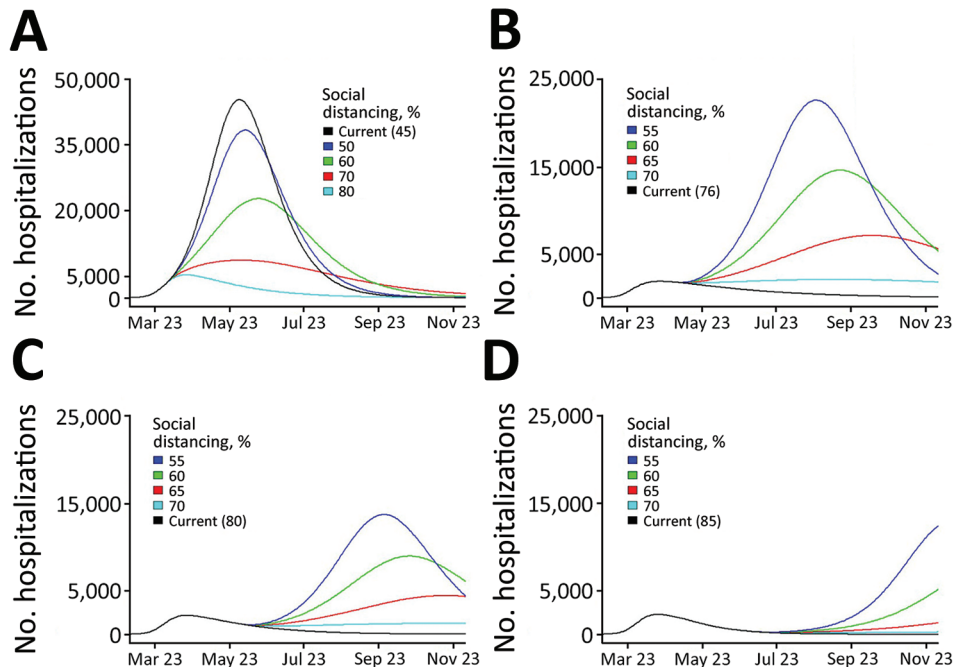 A
No. hospitalizations
50,000
35,000
20,000
5,000
0
Social
distancing, %
Current (45)
50
60
70
80
Mar 23
May 23
Jul 23
Sep 23
Nov 23
B
No. hospitalizations
25,000
15,000
5,000
0
Social
distancing, %
55
60
65
70
Current (76)
Mar 23
May 23
Jul 23
Sep 23
Nov 23
C
No. hospitalizations
25,000
15,000
5,000
0
Social
distancing, %
55
60
65
70
Current (80)
Mar 23
May 23
Jul 23
Sep 23
Nov 23
D
No. hospitalizations
25,000
15,000
5,000
0
Social
distancing, %
55
60
65
70
Current (85)
Mar 23
May 23
Jul 23
Sep 23
Nov 23